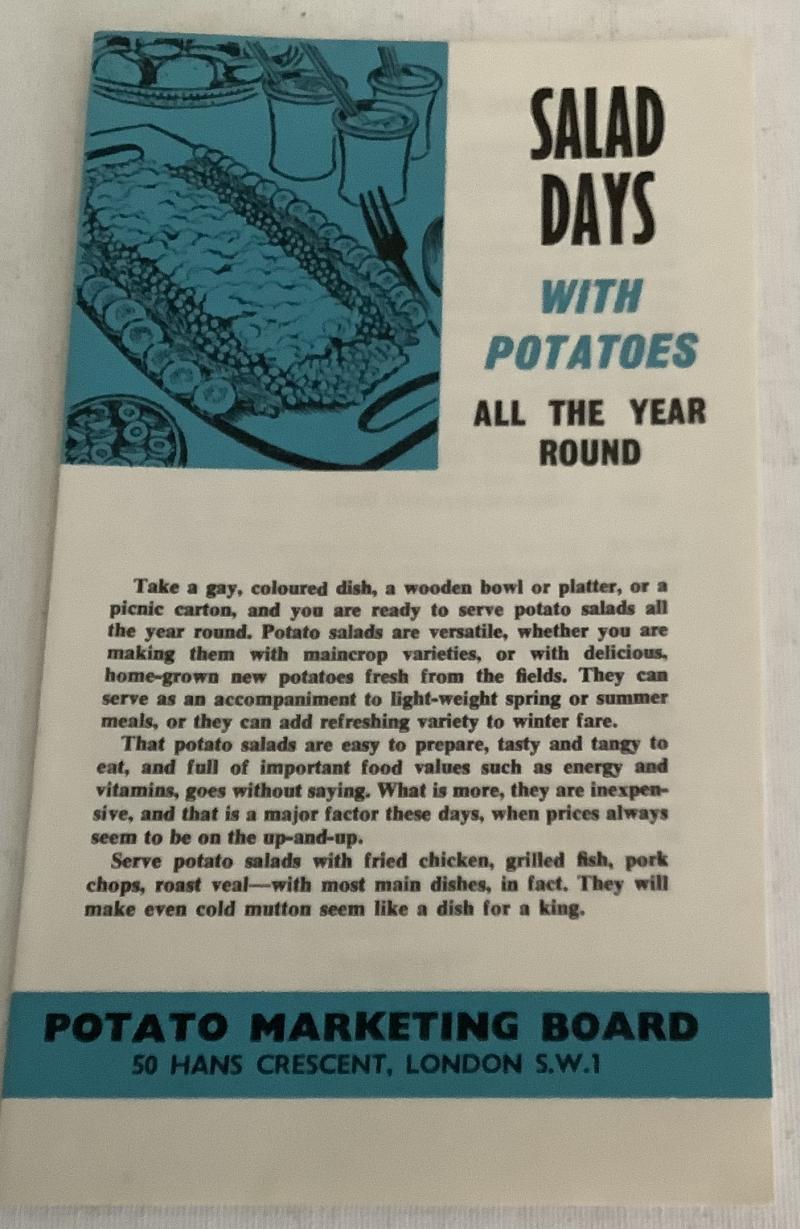 SALAD
DAYS
WITH
POTATOES
ALL THE YEAR
ROUND
Take a gay, coloured dish, a wooden bowl or platter, or a
picnic carton, and you are ready to serve potato salads all
the year round. Potato salads are versatile, whether you are
making them with maincrop varieties, or with delicious,
home-grown new potatoes fresh from the fields. They can
serve as an accompaniment to light-weight spring or summer
meals, or they can add refreshing variety to winter fare.
That potato salads are easy to prepare, tasty and tangy to
eat, and full of important food values such as energy and
vitamins, goes without saying. What is more, they are inexpen-
sive, and that is a major factor these days, when prices always
seem to be on the up-and-up.
Serve potato salads with fried chicken, grilled fish, pork
chops, roast veal—with most main dishes, in fact. They will
make even cold mutton seem like a dish for a king.
POTATO MARKETING BOARD
50 HANS CRESCENT, LONDON S.W.1